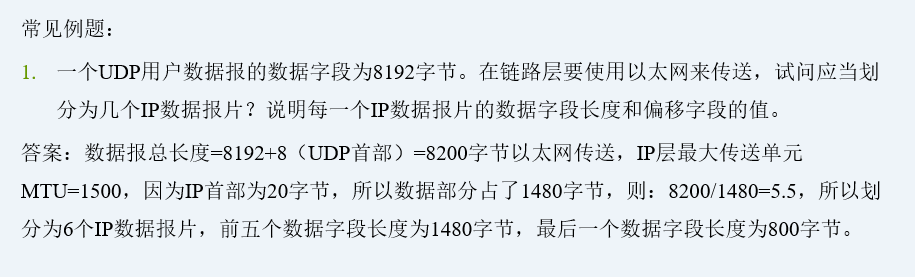 常见例题：
1. 一个UDP用户数据报的数据字段为8192字节。在链路层要使用以太网来传送，试问应当划
分为几个IP数据报片？说明每一个IP数据报片的数据字段长度和偏移字段的值。
答案：数据报总长度=8192+8（UDP首部）=8200字节以太网传送，IP层最大传送单元
MTU=1500，因为IP首部为20字节，所以数据部分占了1480字节，则：8200/1480=5.5，所以划
分为6个IP数据报片，前五个数据字段长度为1480字节，最后一个数据字段长度为800字节。